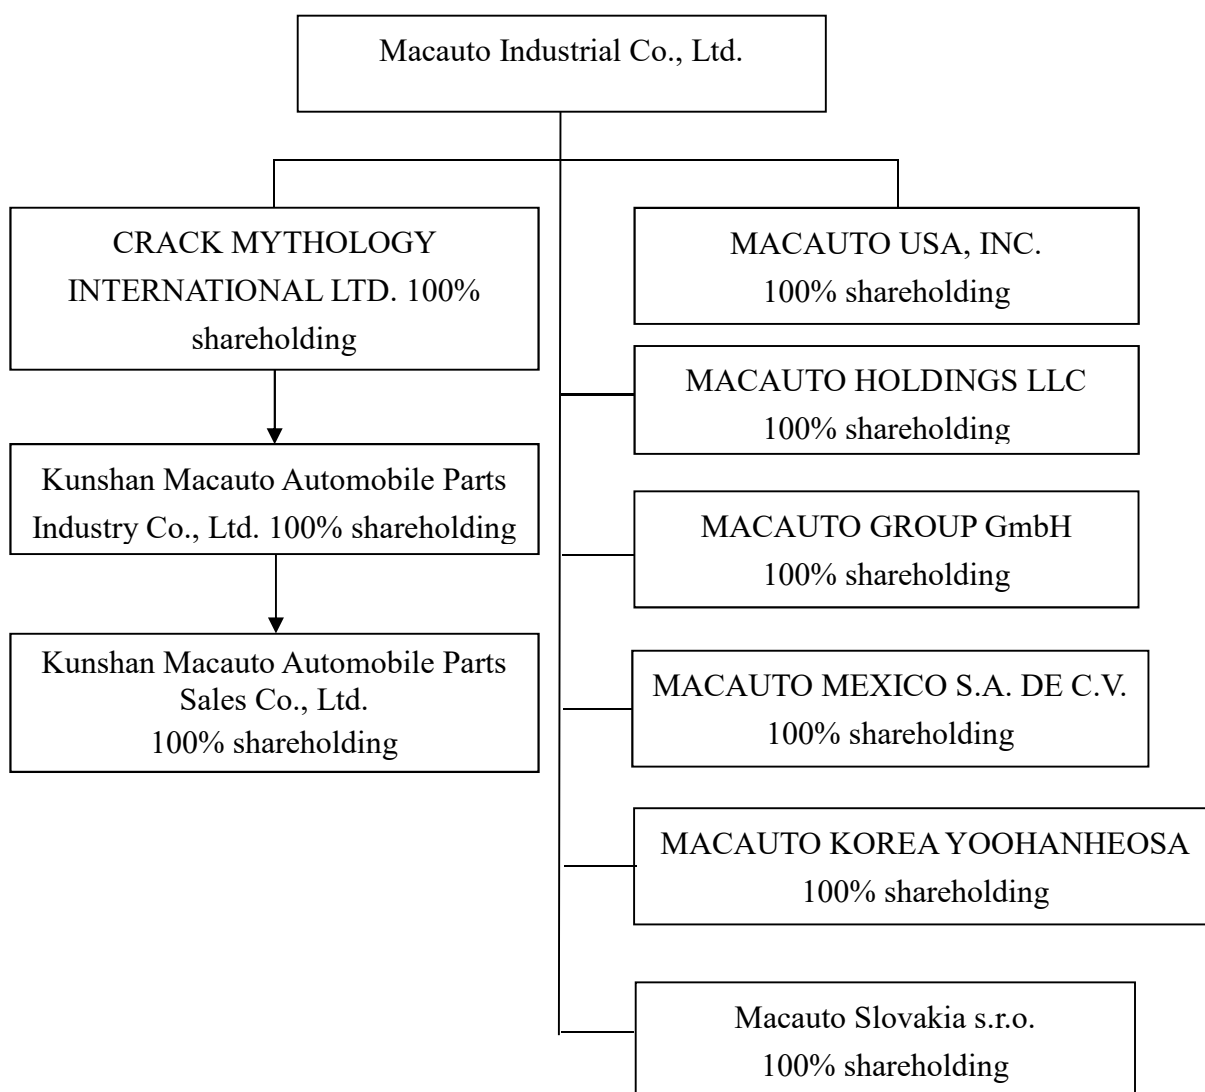 Macauto Industrial Co., Ltd.
CRACK MYTHOLOGY
INTERNATIONAL LTD. 100%
shareholding
Kunshan Macauto Automobile Parts
Industry Co., Ltd. 100% shareholding
Kunshan Macauto Automobile Parts
Sales Co., Ltd.
100% shareholding
MACAUTO USA, INC.
100% shareholding
MACAUTO HOLDINGS LLC
100% shareholding
MACAUTO GROUP GmbH
100% shareholding
MACAUTO MEXICO S.A. DE C.V.
100% shareholding
MACAUTO KOREA YOOHANHEOSA
100% shareholding
Macauto Slovakia s.r.o.
100% shareholding